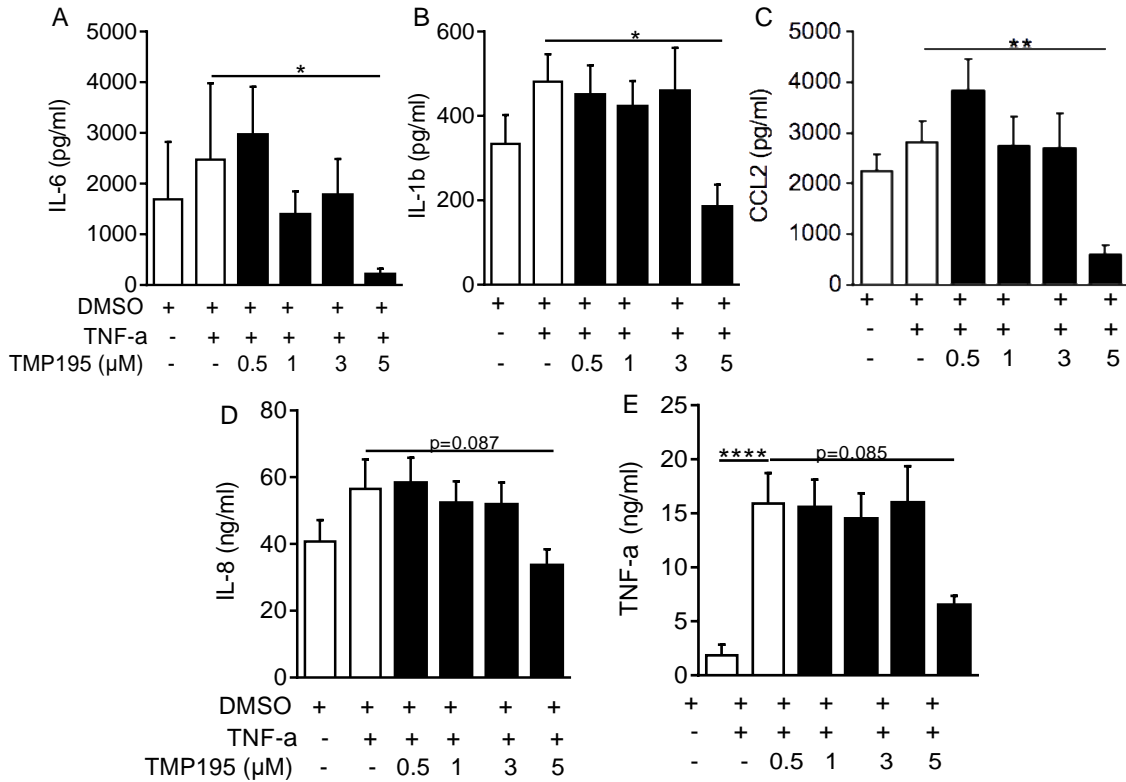 A
5000
4000
3000
2000
1000
0
IL-6 (pg/ml)
*
DMSO + + + + + +
TNF-a - + + + + +
TMP195 (µM) - - 0.5 1 3 5
B
600
400
200
0
IL-1b (pg/ml)
*
+ + + + + +
- + + + + +
- - 0.5 1 3 5
C
5000
4000
3000
2000
1000
0
CCL2 (pg/ml)
**
+ + + + + +
- + + + + +
- - 0.5 1 3 5
D
80
60
40
20
0
IL-8 (ng/ml)
p=0.087
DMSO + + + + + +
TNF-a - + + + + +
TMP195 (µM) - - 0.5 1 3 5
E
25
20
15
10
5
0
TNF-a (ng/ml)
****
p=0.085
+ + + + + +
- + + + + +
- - 0.5 1 3 5